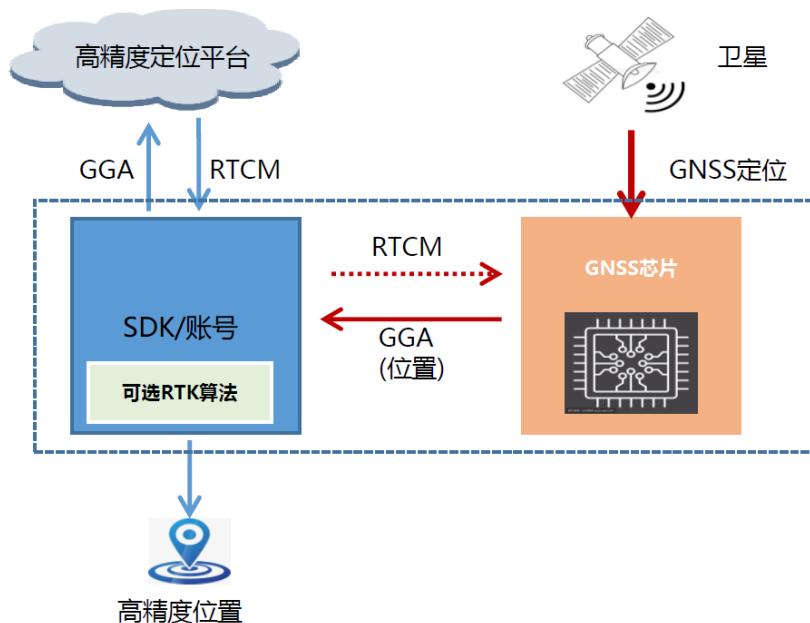 高精度定位平台
卫星
GGA
RTCM
GNSS定位
RTCM
GNSS芯片
SDK/账号
GGA
(位置)
可选RTK算法
高精度位置